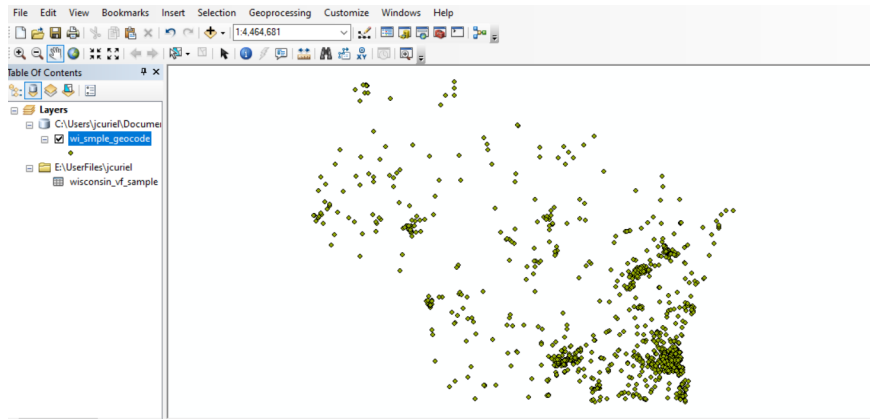 File Edit View Bookmarks Insert Selection Geoprocessing Customize Windows Help
1:4,464,681
Table Of Contents
Layers
C:\Users\jcuriel\Documen
wi_smple_geocode
E:\UserFiles\jcuriel
wisconsin_vf_sample